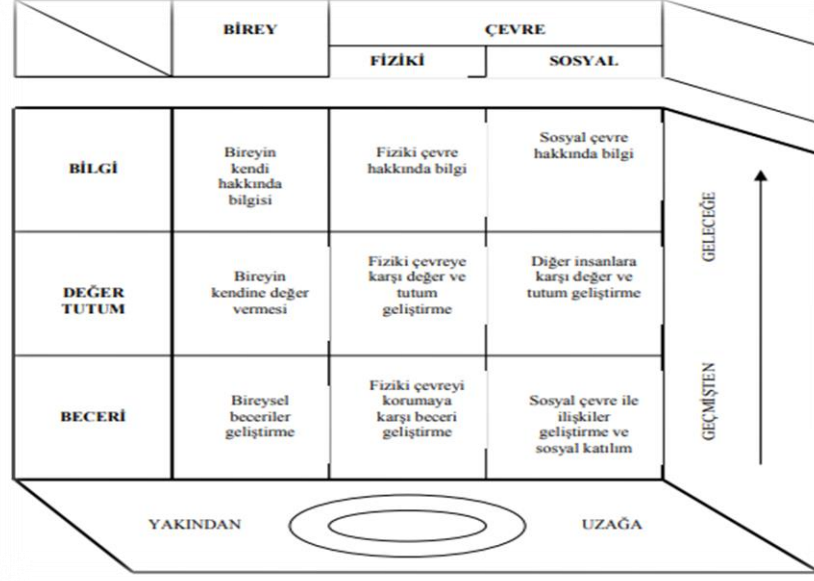 BİREY
ÇEVRE
FİZİKİ
SOSYAL
BİLGİ
Bireyin
kendi
hakkında
bilgisi
Fiziki çevre
hakkında bilgi
Sosyal çevre
hakkında bilgi
DEĞER
TUTUM
Bireyin
kendine değer
vermesi
Fiziki çevreye
karşı değer ve
tutum
geliştirme
Diğer insanlara
karşı değer ve
tutum geliştirme
BECERİ
Bireysel
beceriler
geliştirme
Fiziki çevreyi
korumaya
karşı beceri
geliştirme
Sosyal çevre ile
ilişkiler
geliştirme ve
sosyal katılım
GELECEĞE
GEÇMİŞTEN
YAKINDAN
UZAĞA